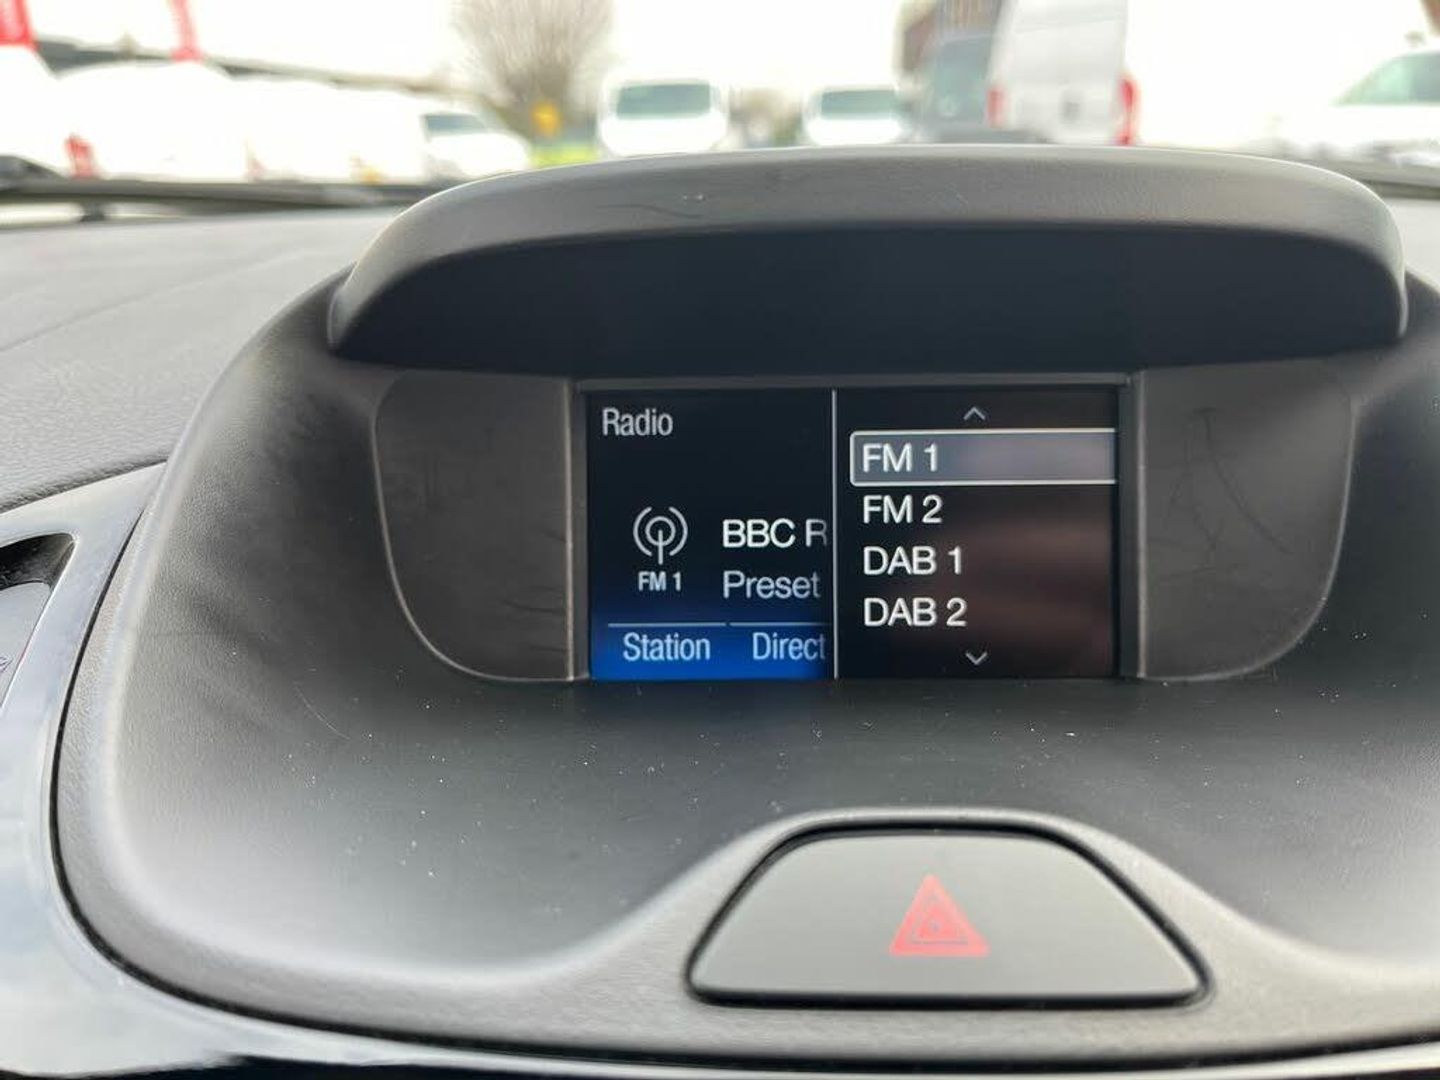 Radio
BBC R
FM 1
Preset
Station Direct
FM 1
FM 2
DAB 1
DAB 2